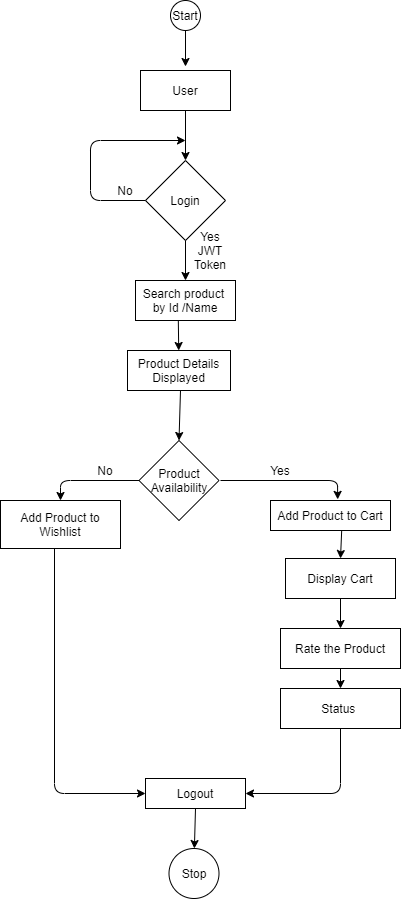 Start
User
No
Login
Yes
JWT
Token
Search product
by Id /Name
Product Details
Displayed
No
Product
Availability
Yes
Add Product to
Wishlist
Add Product to Cart
Display Cart
Rate the Product
Status
Logout
Stop